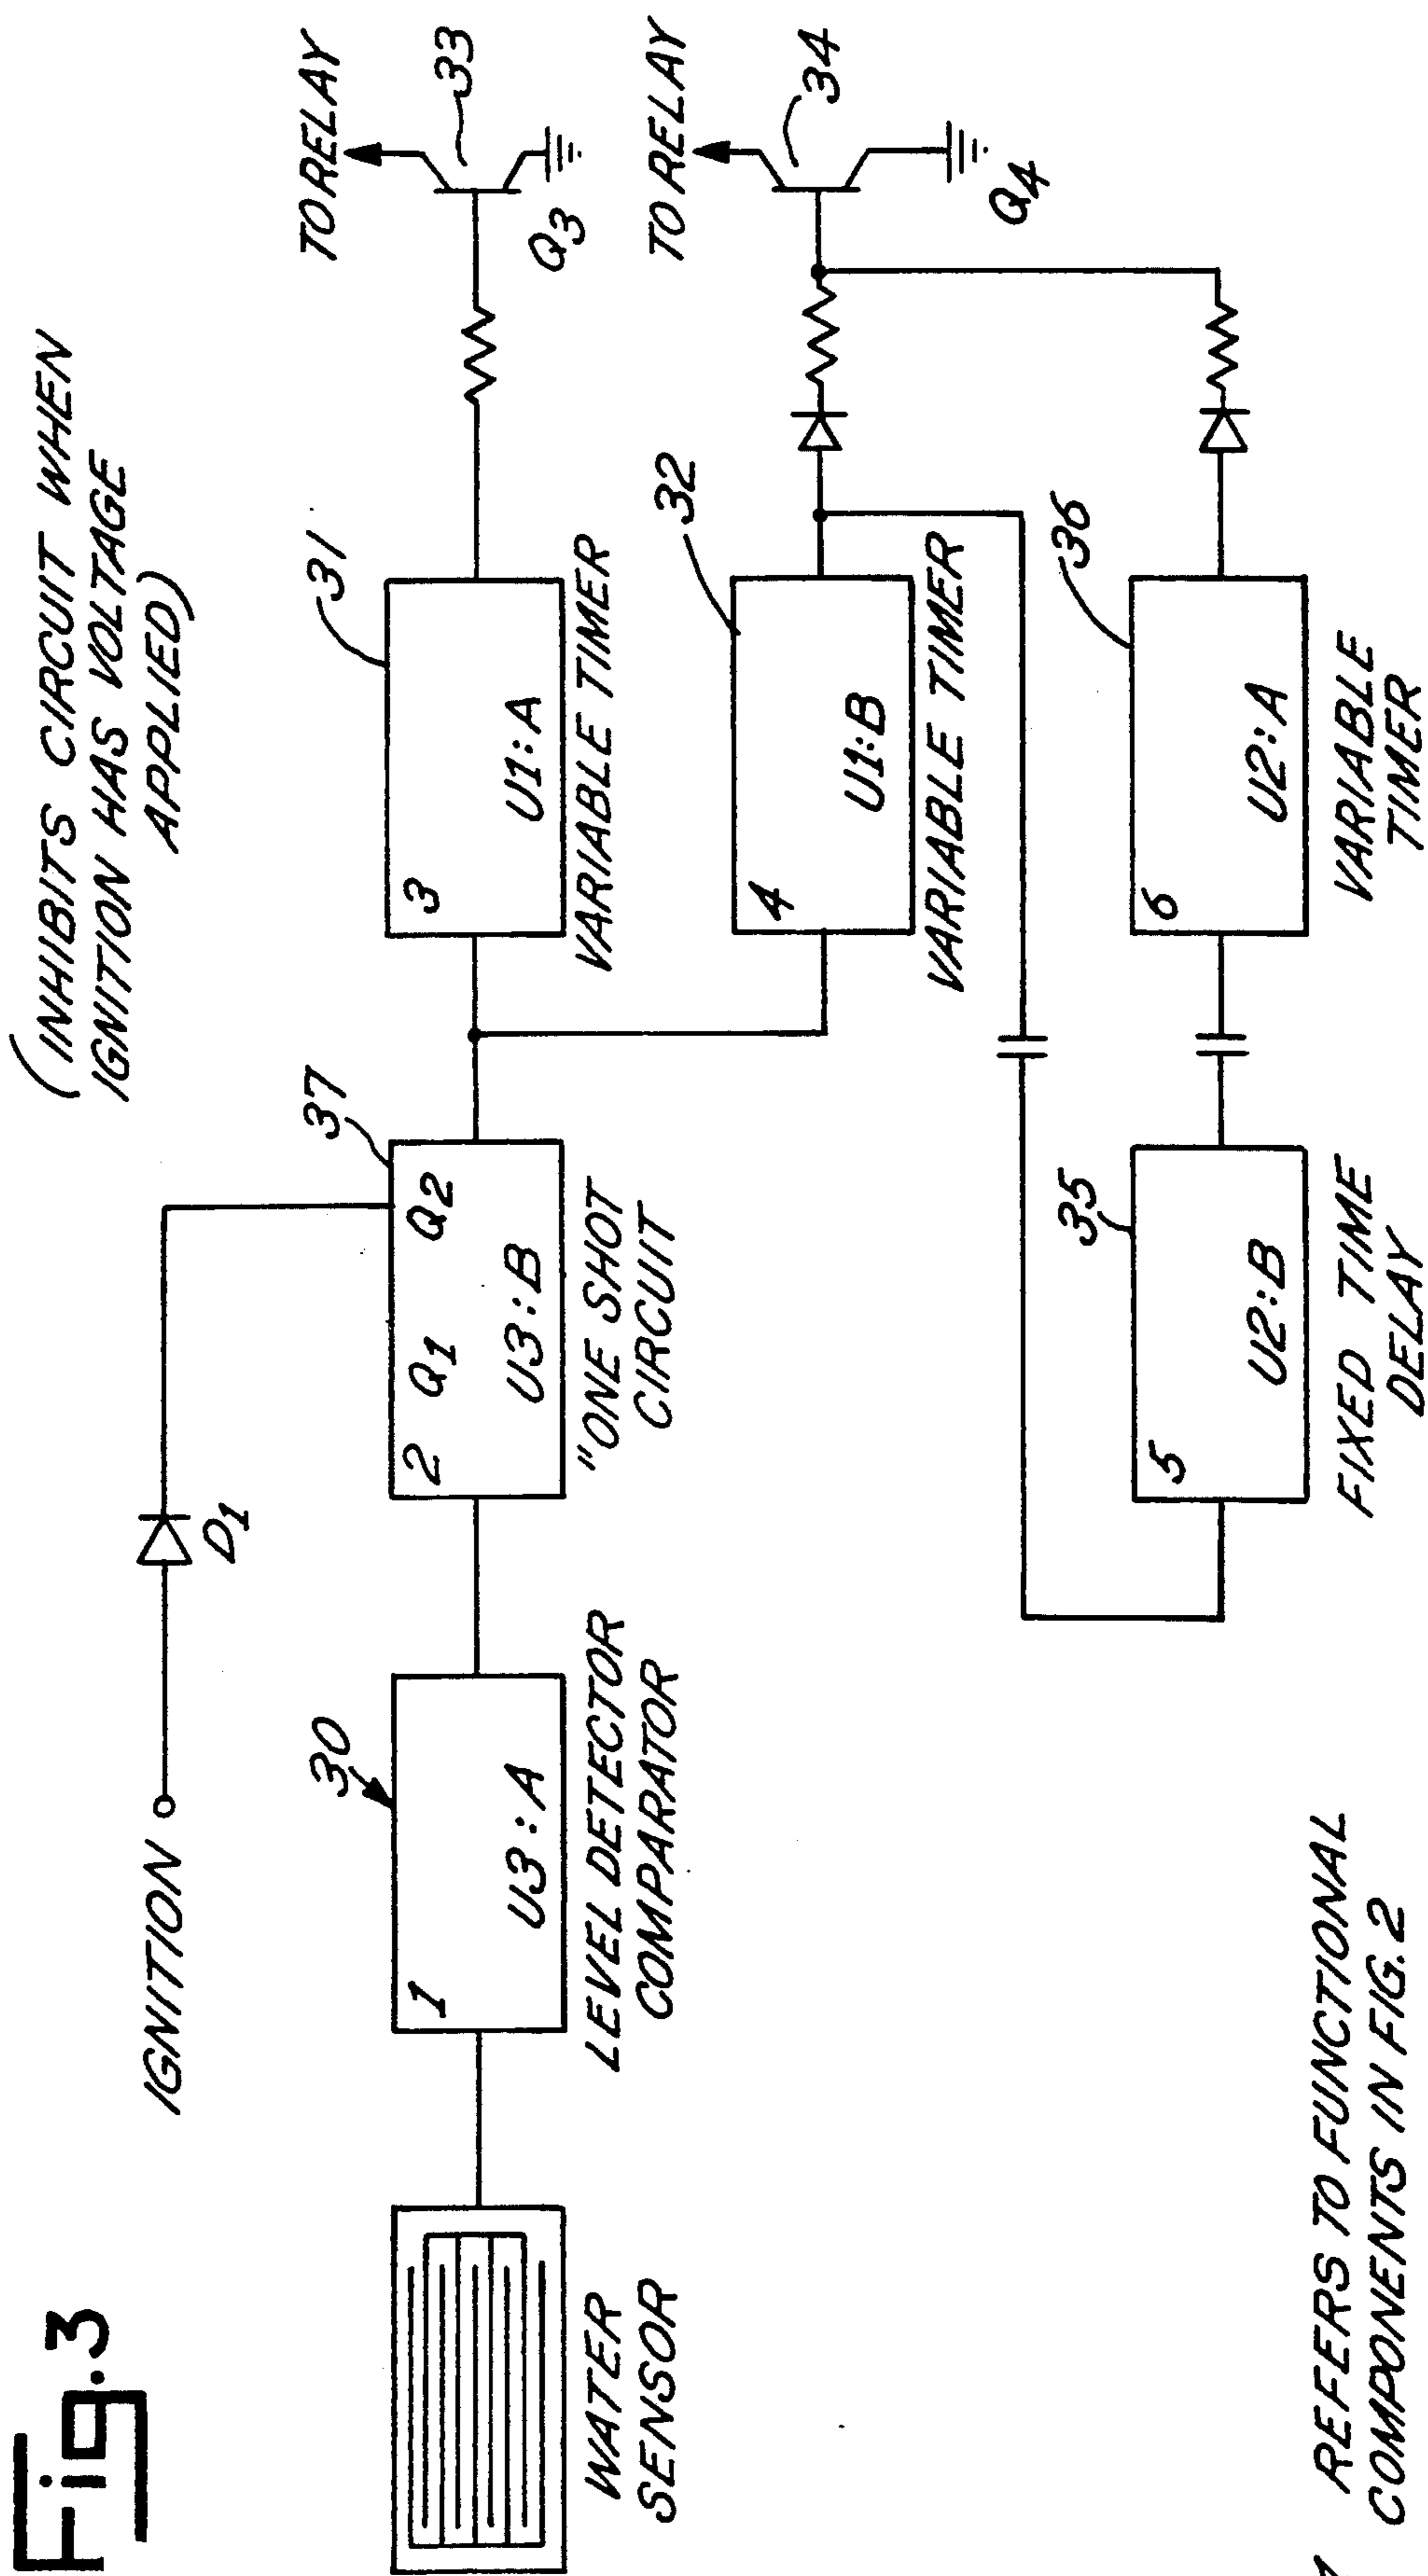 Fig.3
(INHIBITS CIRCUIT WHEN
IGNITION HAS VOLTAGE
APPLIED)
IGNITION
D1
WATER
SENSOR
30
1
U3:A
LEVEL DETECTOR
COMPARATOR
37
2
Q1
Q2
U3:B
"ONE SHOT
CIRCUIT
31
3
U1:A
VARIABLE TIMER
TO RELAY
33
Q3
32
4
U1:B
VARIABLE TIMER
TO RELAY
34
Q4
35
5
U2:B
FIXED TIME
DELAY
36
6
U2:A
VARIABLE
TIMER
REFERS TO FUNCTIONAL
COMPONENTS IN FIG.2